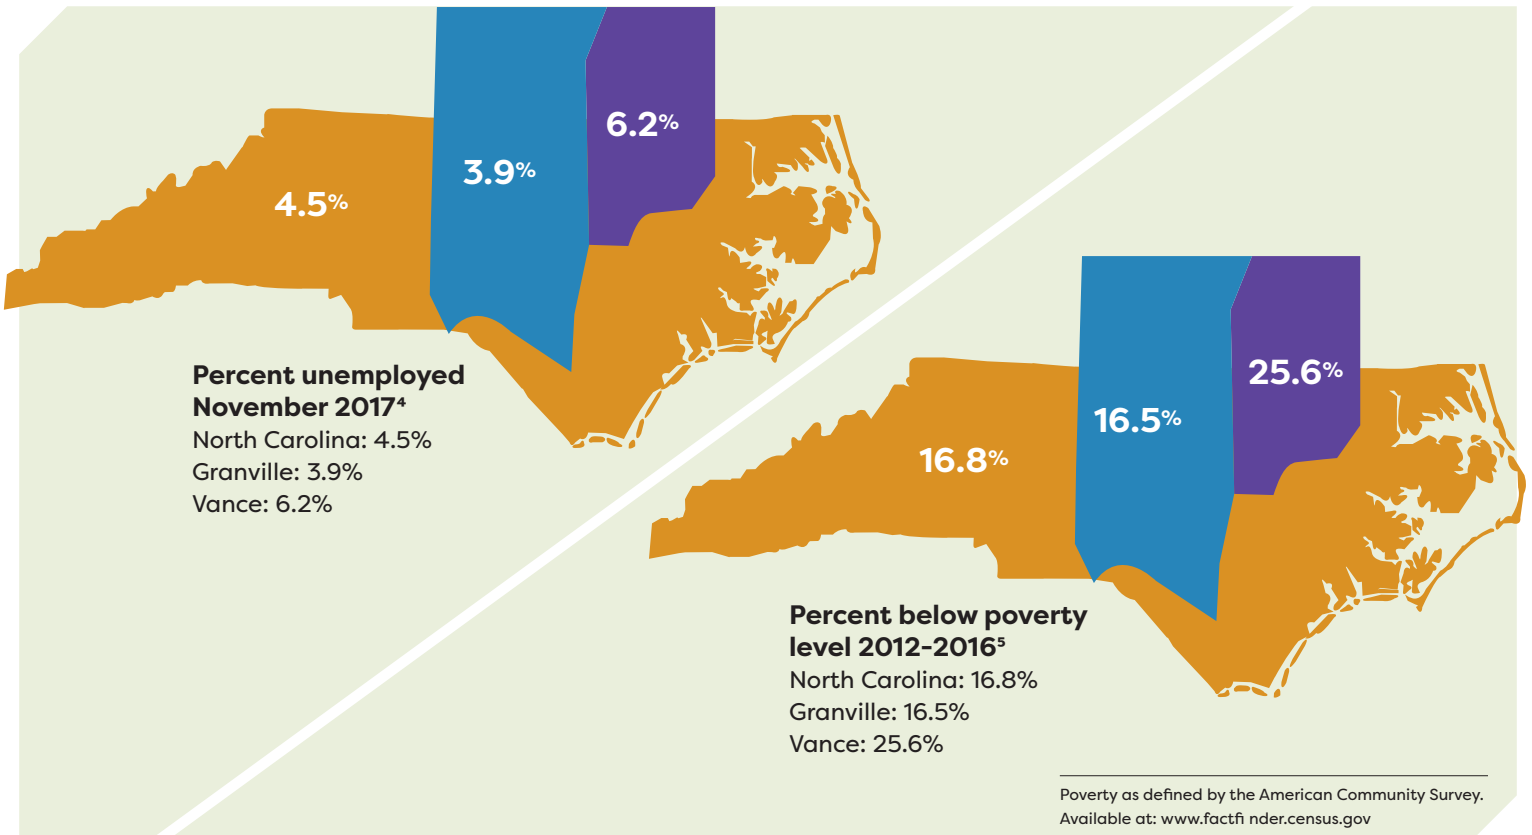 6.2%
3.9%
4.5%
Percent unemployed
November 2017⁴
North Carolina: 4.5%
Granville: 3.9%
Vance: 6.2%
25.6%
16.5%
16.8%
Percent below poverty
level 2012-2016⁵
North Carolina: 16.8%
Granville: 16.5%
Vance: 25.6%
Poverty as defined by the American Community Survey.
Available at: www.factfi nder.census.gov